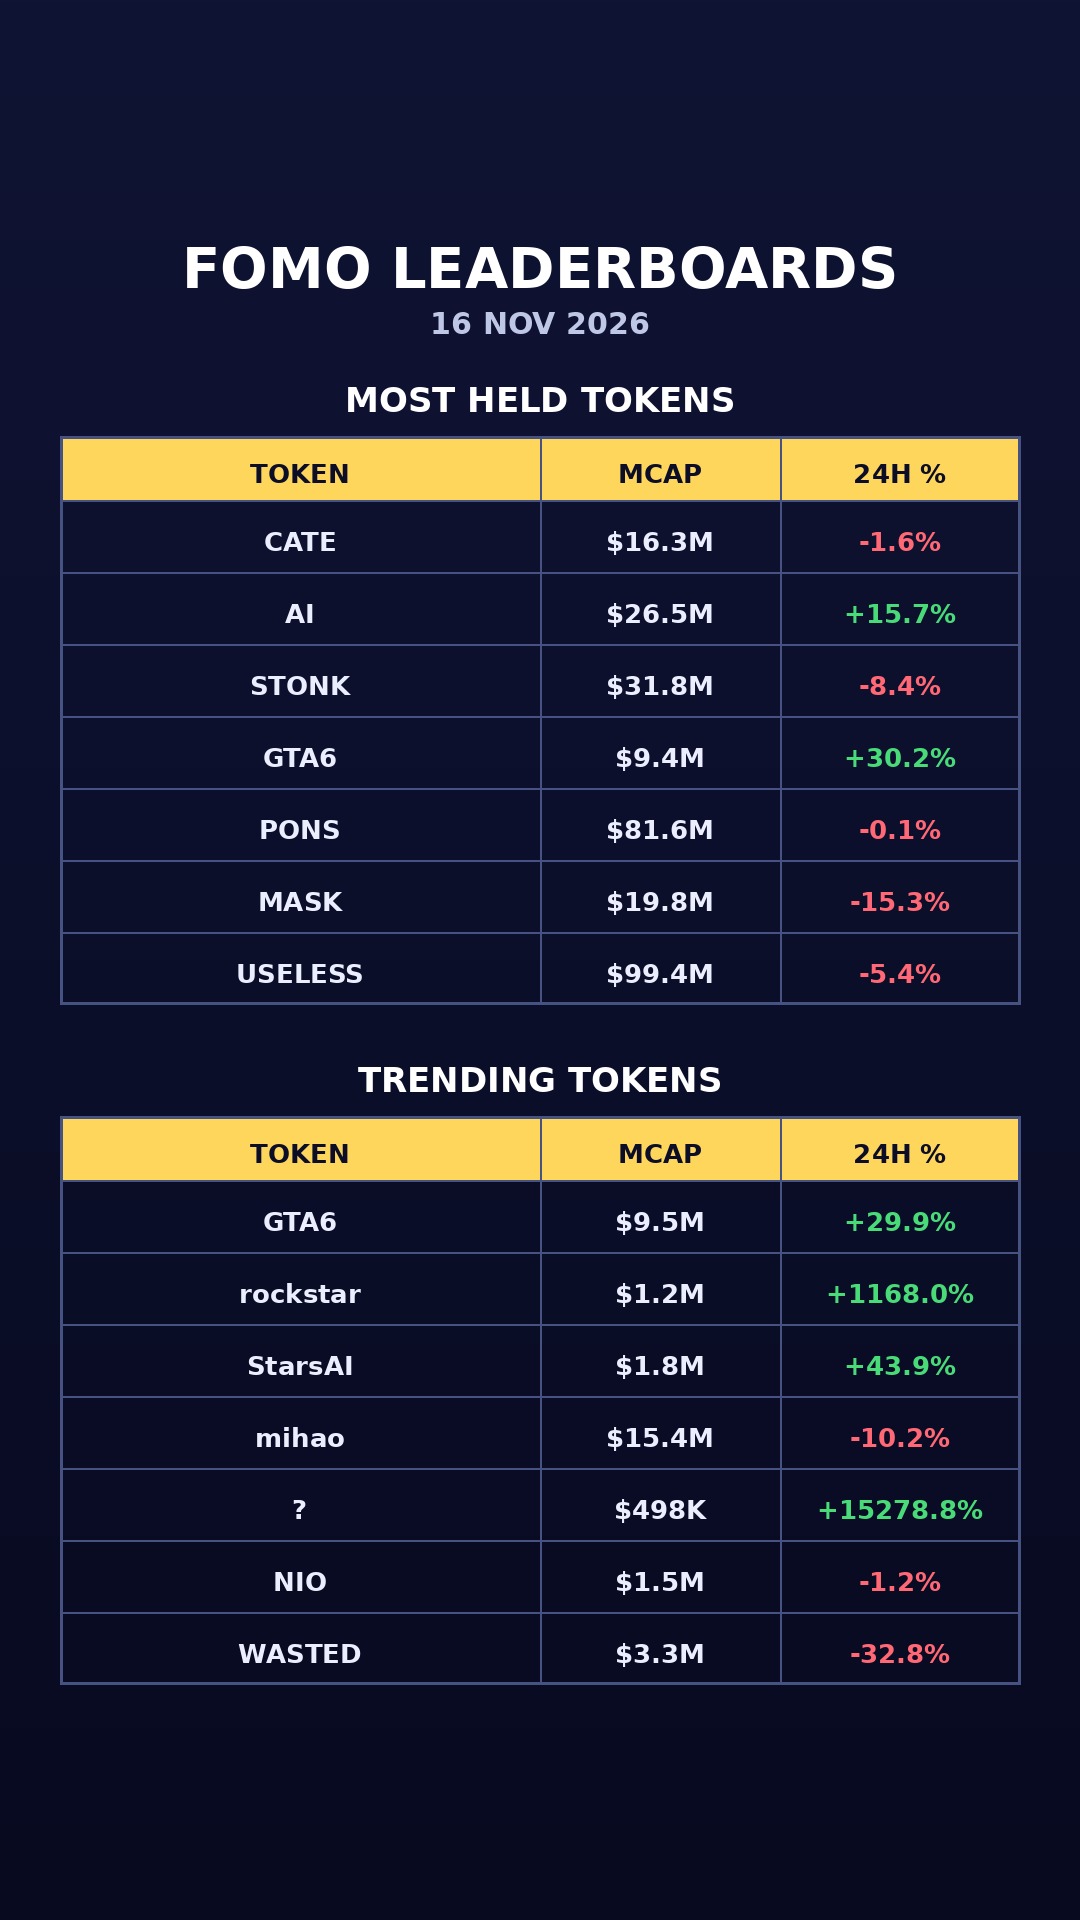 FOMO LEADERBOARDS
16 NOV 2026
MOST HELD TOKENS
TOKEN MCAP 24H %
CATE $16.3M -1.6%
AI $26.5M +15.7%
STONK $31.8M -8.4%
GTA6 $9.4M +30.2%
PONS $81.6M -0.1%
MASK $19.8M -15.3%
USELESS $99.4M -5.4%
TRENDING TOKENS
TOKEN MCAP 24H %
GTA6 $9.5M +29.9%
rockstar $1.2M +1168.0%
StarsAI $1.8M +43.9%
mihao $15.4M -10.2%
? $498K +15278.8%
NIO $1.5M -1.2%
WASTED $3.3M -32.8%